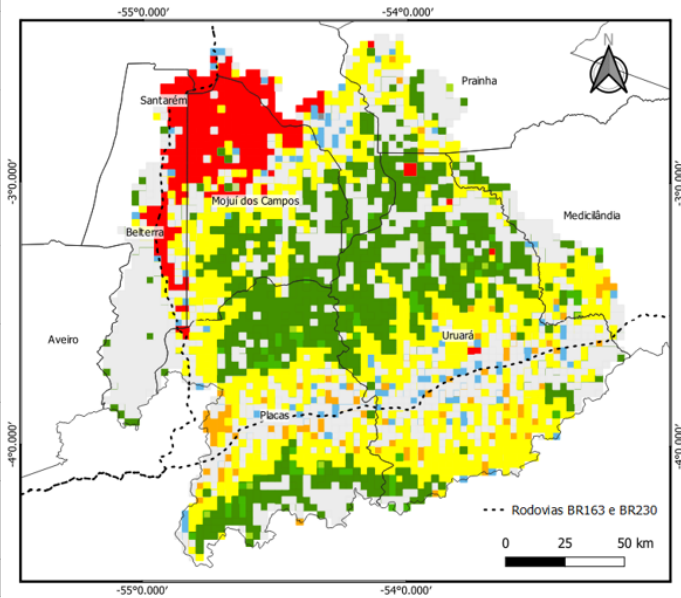 -55°0.000' -54°0.000'
N
Prainha
Santarém
-3°0.000' -3°0.000'
Mojuí dos Campos
Medicilândia
Belterra
Aveiro
Uruará
Placas
-4°0.000' -4°0.000'
Rodovias BR163 e BR230
0 25 50 km
-55°0.000' -54°0.000'